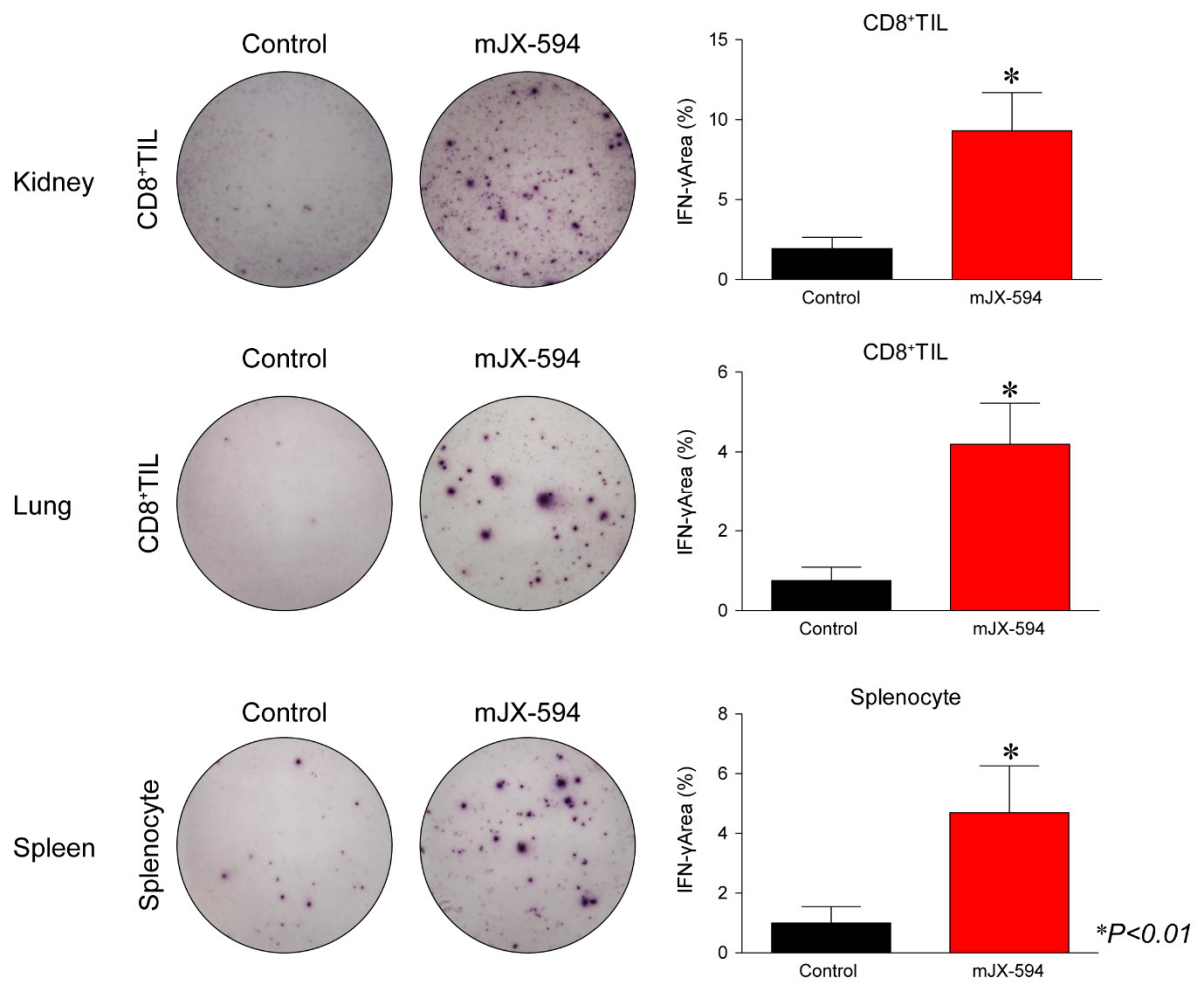 Control
mJX-594
Kidney
CD8⁺TIL
CD8⁺TIL
IFN-γArea (%)
15
10
5
0
*
Control
mJX-594
Control
mJX-594
Lung
CD8⁺TIL
CD8⁺TIL
IFN-γArea (%)
6
4
2
0
*
Control
mJX-594
Control
mJX-594
Spleen
Splenocyte
Splenocyte
IFN-γArea (%)
8
6
4
2
0
*
Control
mJX-594
*P<0.01